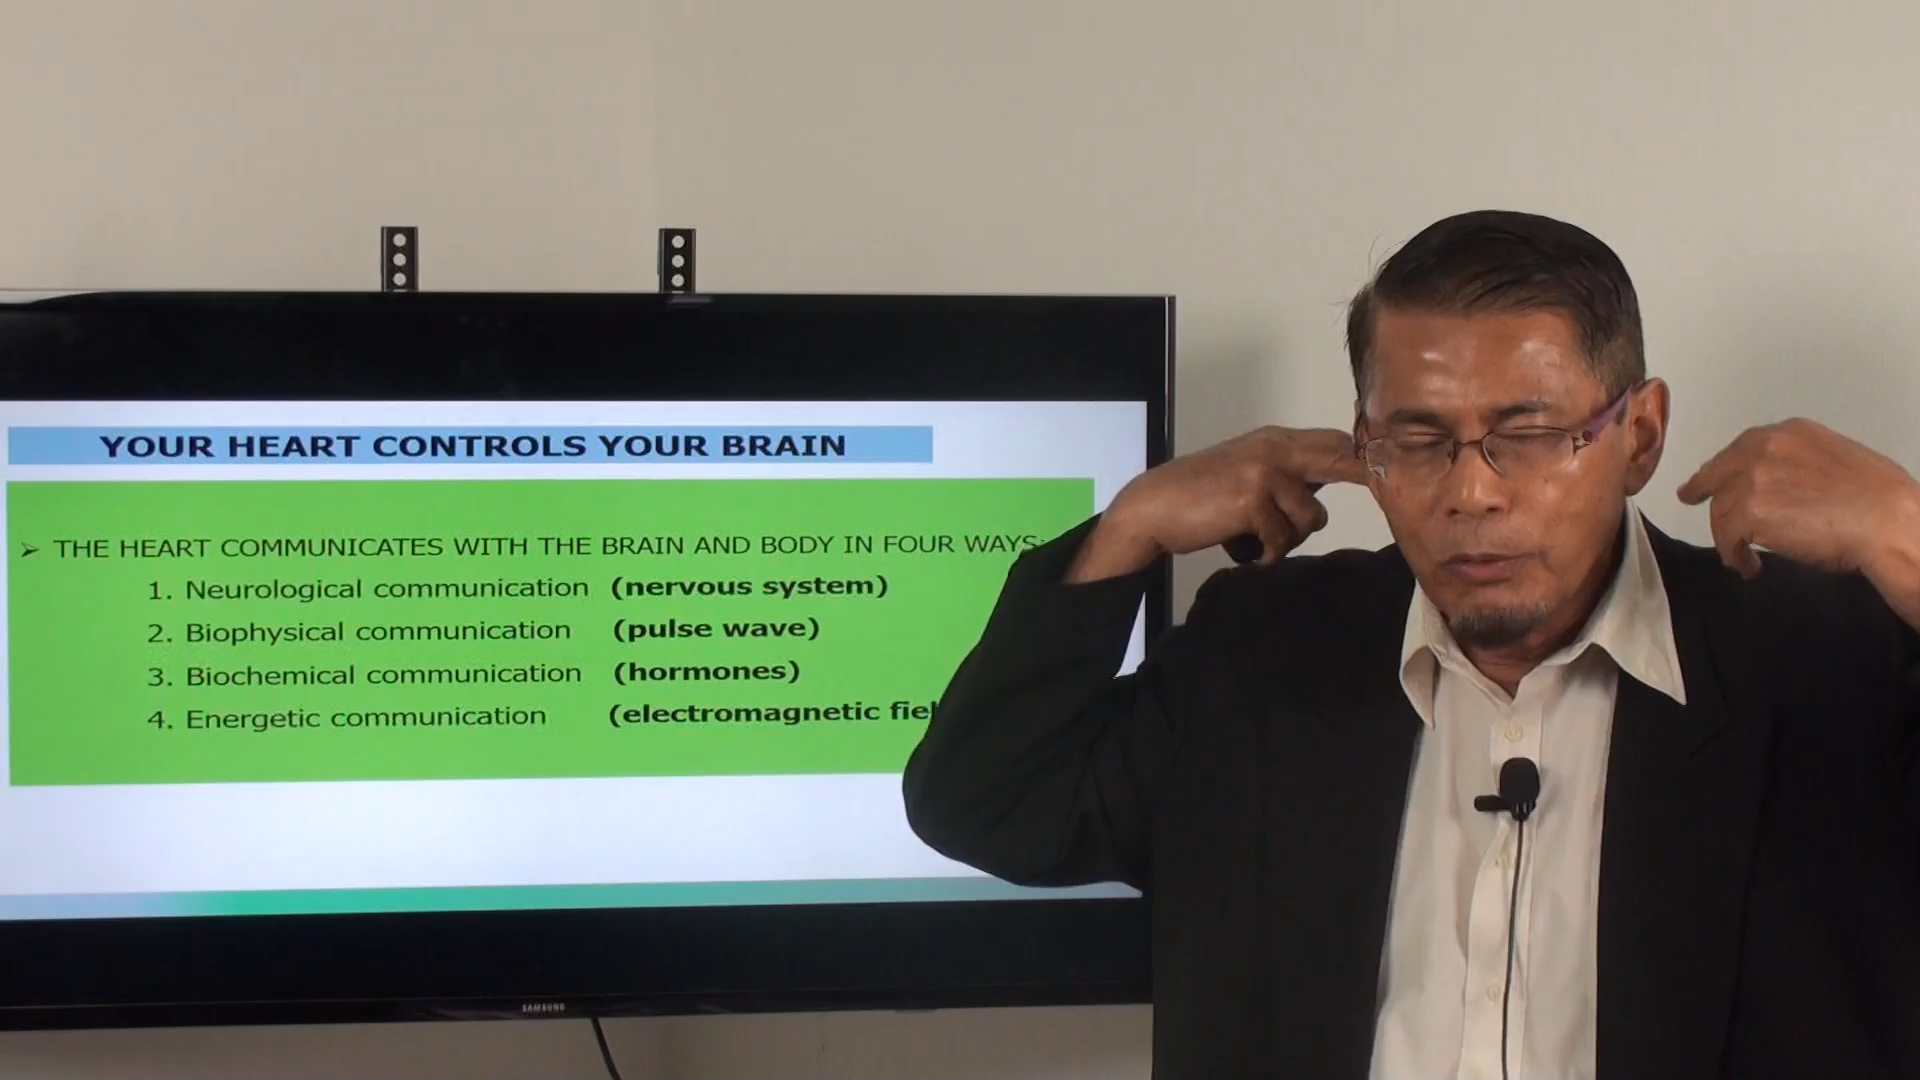 YOUR HEART CONTROLS YOUR BRAIN
➢ THE HEART COMMUNICATES WITH THE BRAIN AND BODY IN FOUR WAYS:
1. Neurological communication (nervous system)
2. Biophysical communication (pulse wave)
3. Biochemical communication (hormones)
4. Energetic communication (electromagnetic
SAMSUNG